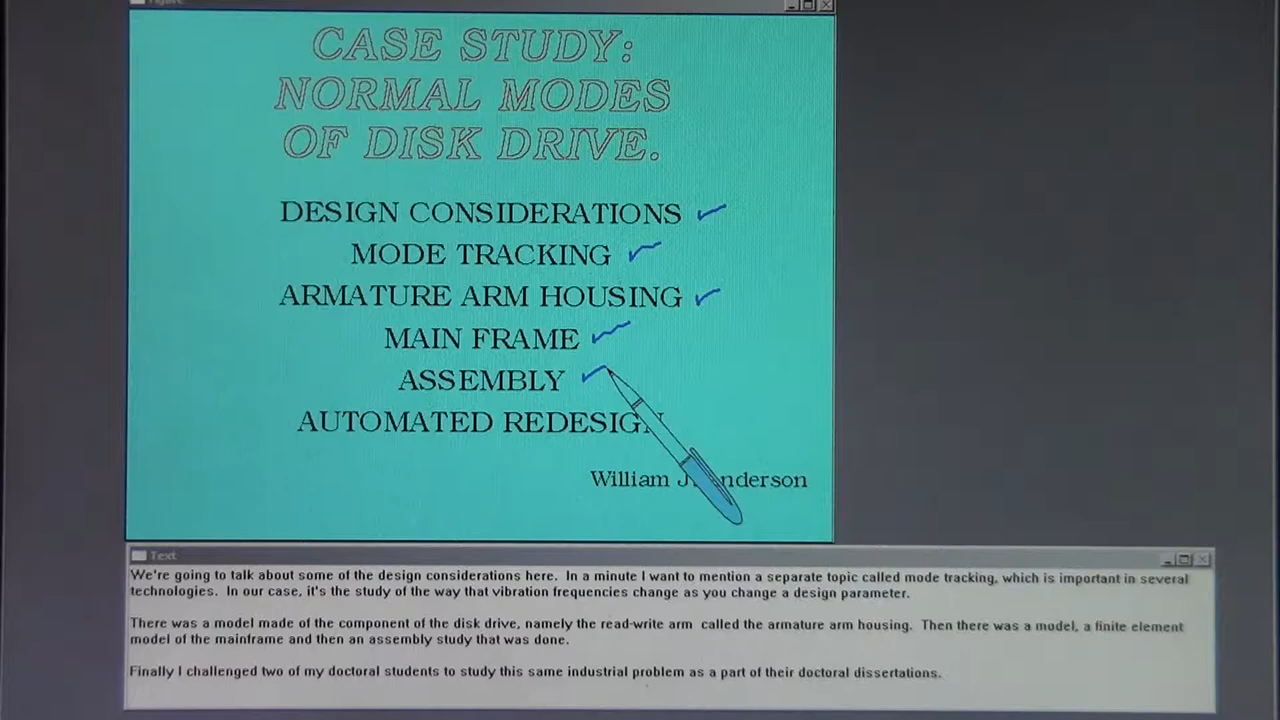 CASE STUDY:
NORMAL MODES
OF DISK DRIVE.
DESIGN CONSIDERATIONS
MODE TRACKING
ARMATURE ARM HOUSING
MAIN FRAME
ASSEMBLY
AUTOMATED REDESIGN
William J. Anderson
Text
We're going to talk about some of the design considerations here. In a minute I want to mention a separate topic called mode tracking, which is important in several
technologies. In our case, it's the study of the way that vibration frequencies change as you change a design parameter.
There was a model made of the component of the disk drive, namely the read-write arm called the armature arm housing. Then there was a model, a finite element
model of the mainframe and then an assembly study that was done.
Finally I challenged two of my doctoral students to study this same industrial problem as a part of their doctoral dissertations.